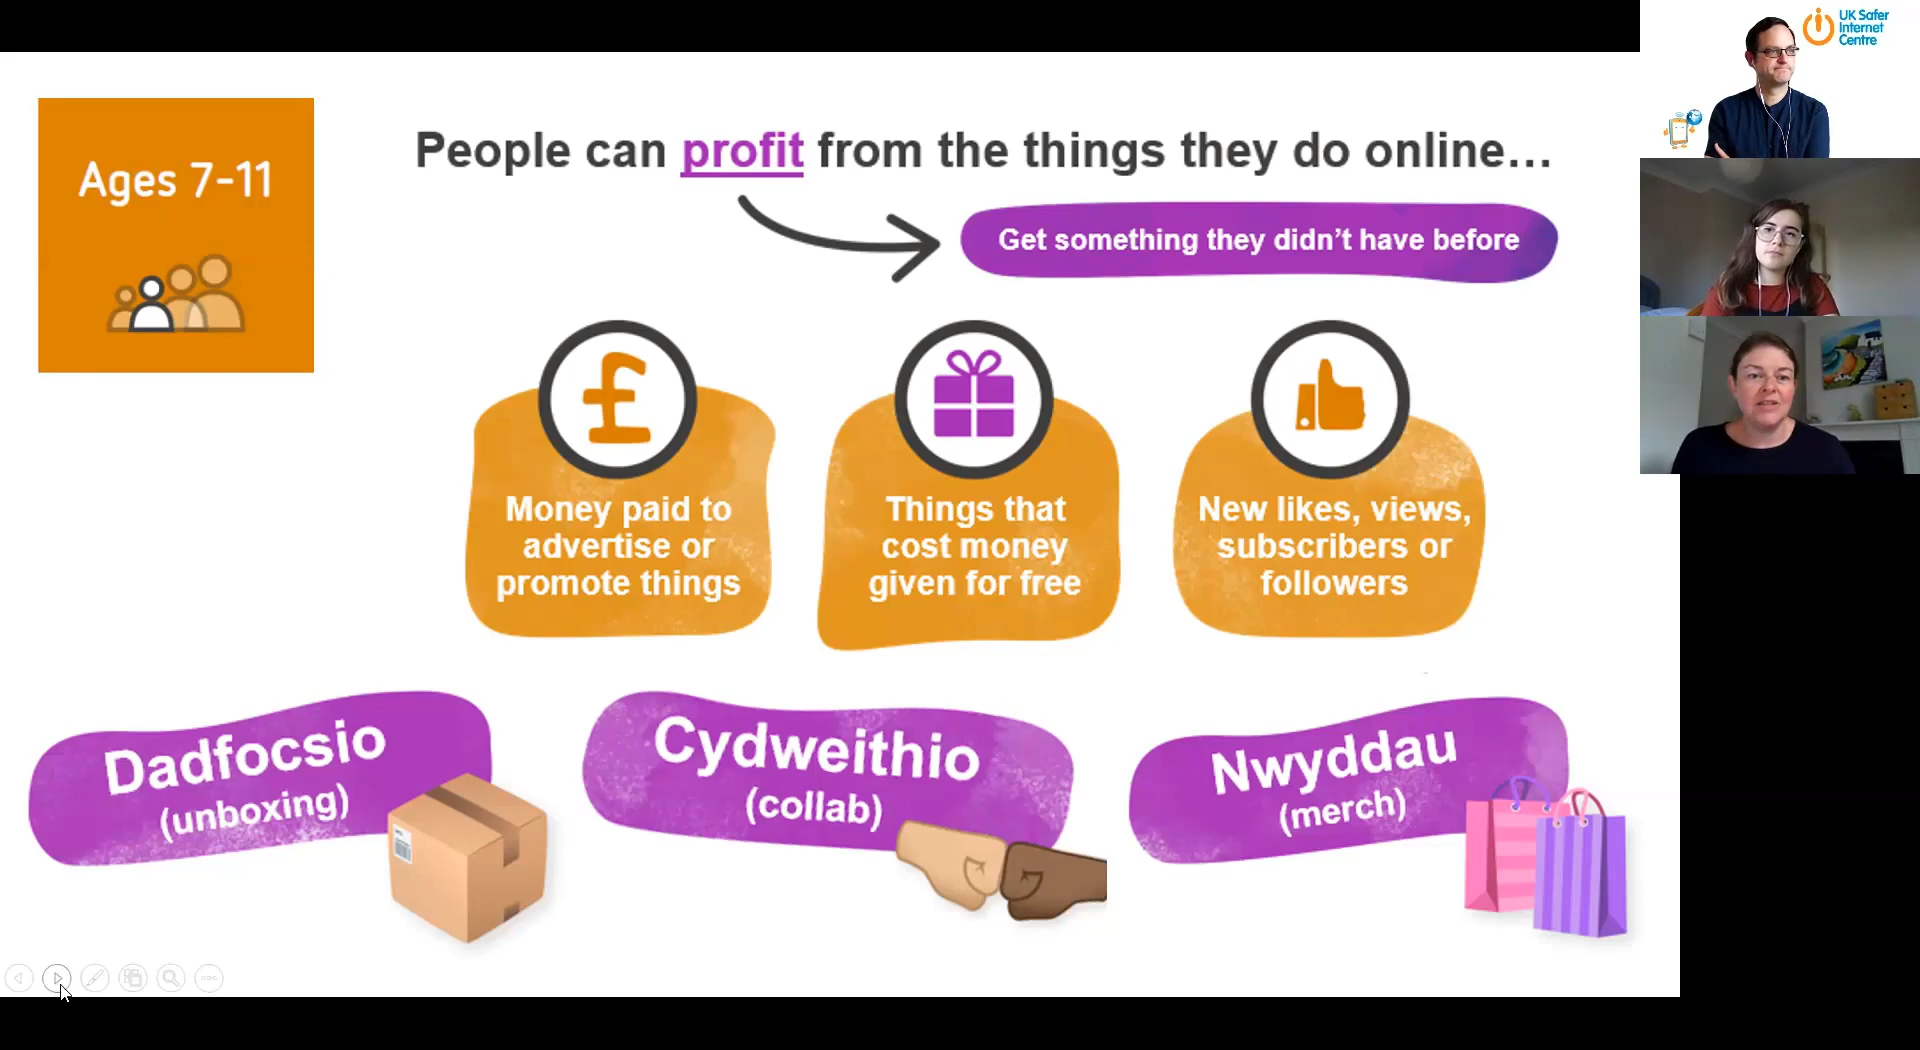 Ages 7-11
People can profit from the things they do online...
Get something they didn't have before
Money paid to
advertise or
promote things
Things that
cost money
given for free
New likes, views,
subscribers or
followers
Dadfocsio
(unboxing)
Cydweithio
(collab)
Nwyddau
(merch)
UK Safer
Internet
Centre